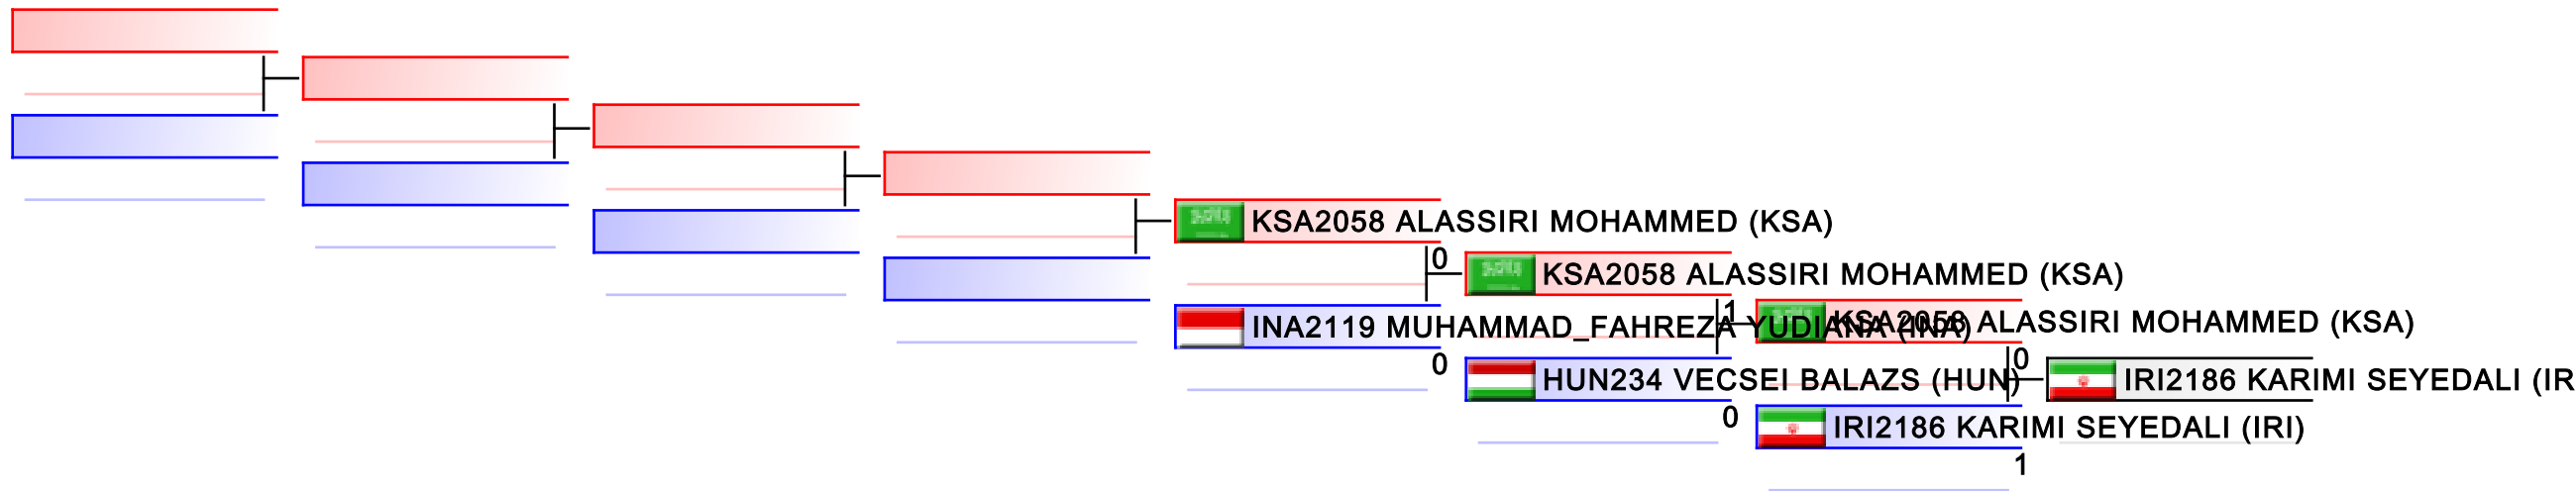 KSA2058 ALASSIRI MOHAMMED (KSA)
0
KSA2058 ALASSIRI MOHAMMED (KSA)
1
INA2119 MUHAMMAD_FAHREZA YUDIANA (INA)
KSA2058 ALASSIRI MOHAMMED (KSA)
0
0
HUN234 VECSEI BALAZS (HUN)
IRI2186 KARIMI SEYEDALI (IR
0
IRI2186 KARIMI SEYEDALI (IRI)
1